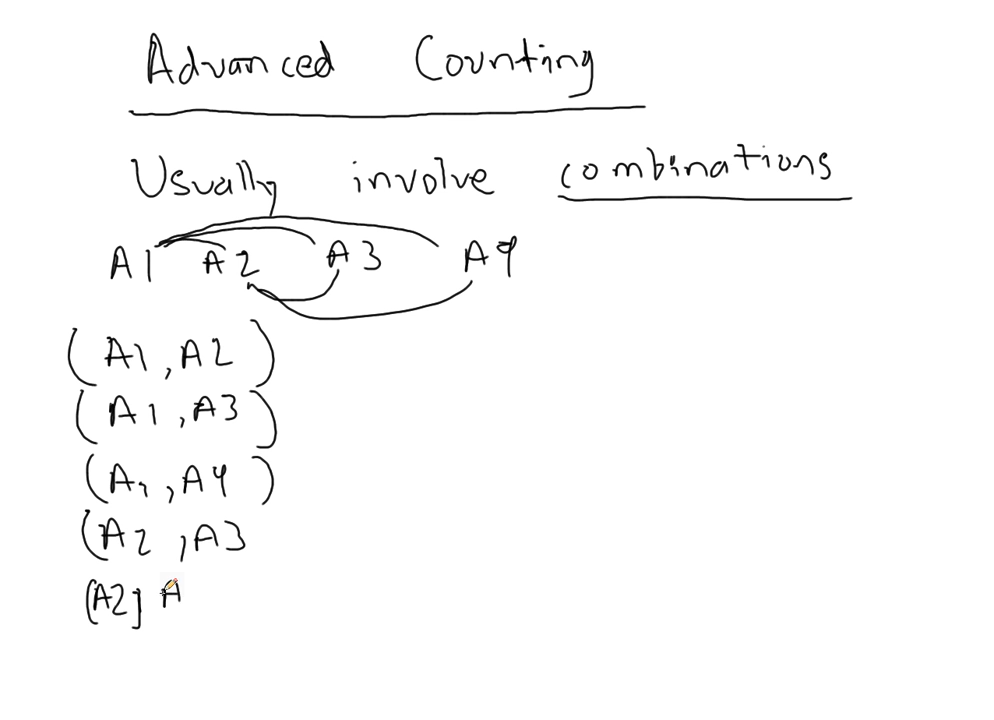 Advanced Counting
Usually involve combinations
A1 A2 A3 A4
(A1, A2)
(A1, A3)
(A1, A4)
(A2, A3
(A2, A